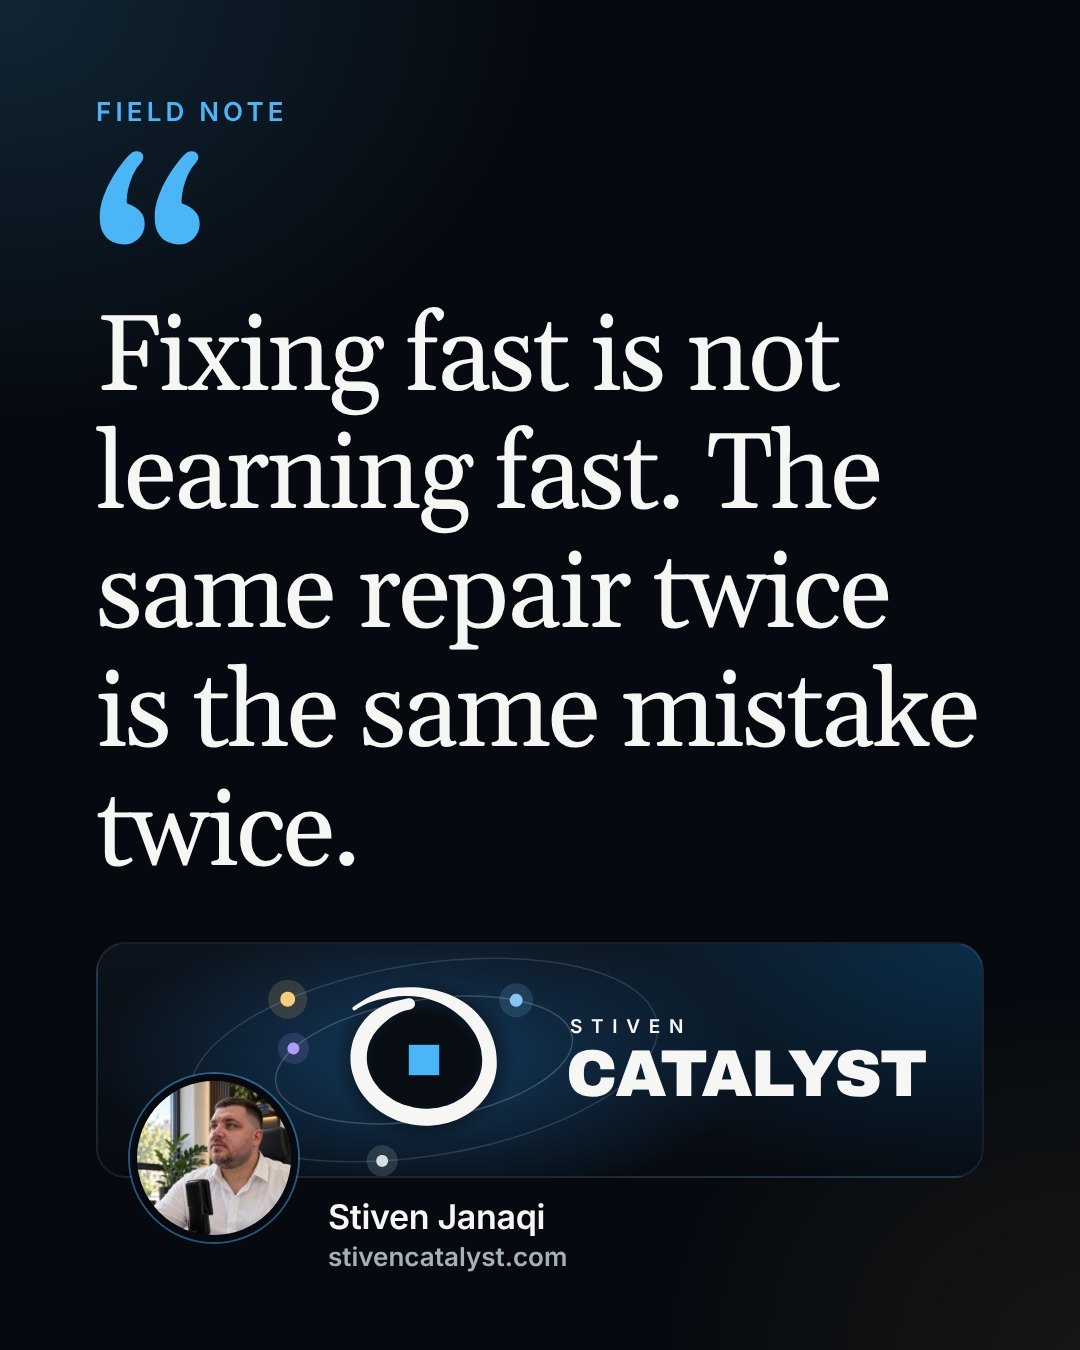 FIELD NOTE
“
Fixing fast is not
learning fast. The
same repair twice
is the same mistake
twice.
STIVEN
CATALYST
Stiven Janaqi
stivencatalyst.com